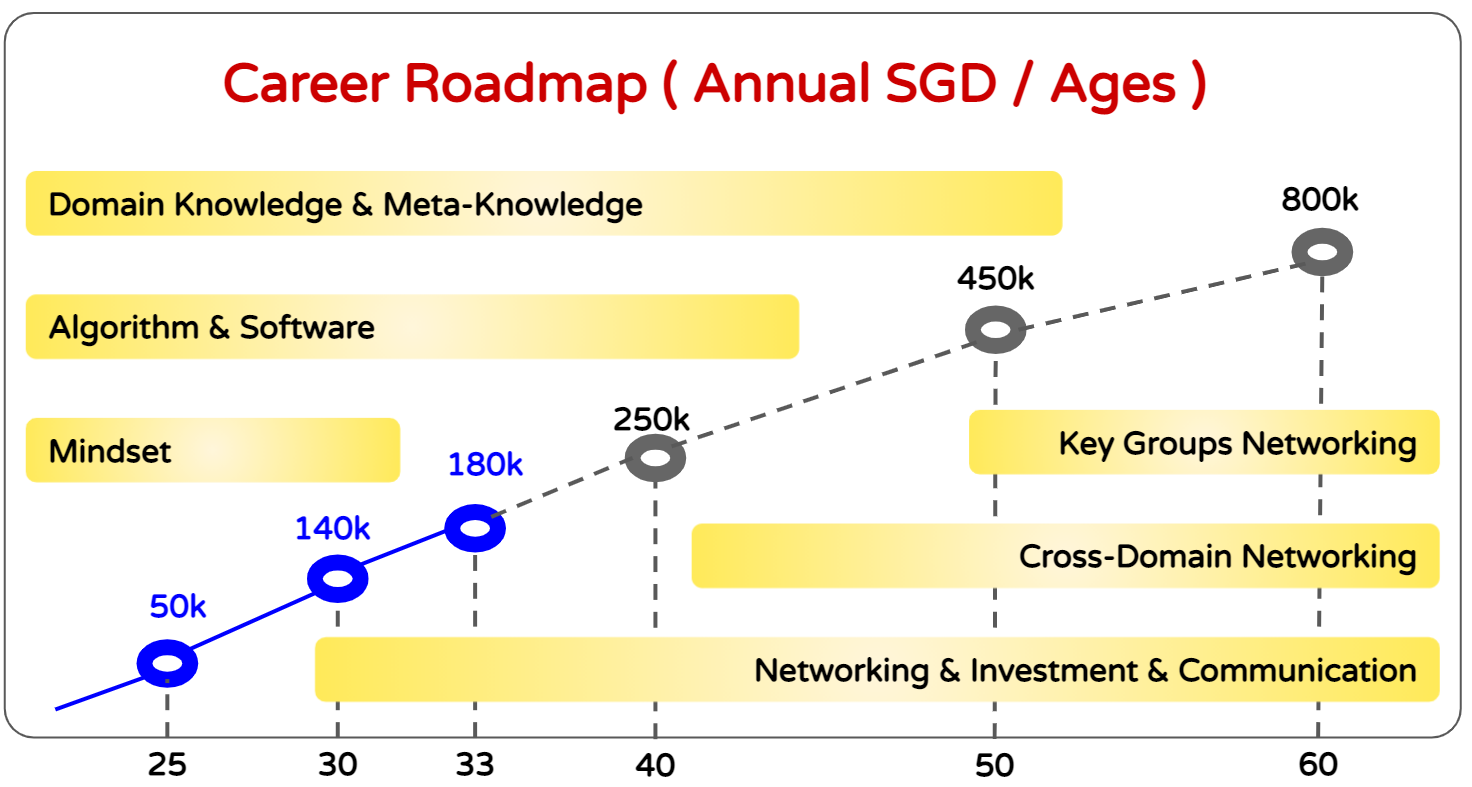 Career Roadmap ( Annual SGD / Ages )
Domain Knowledge & Meta-Knowledge
800k
450k
Algorithm & Software
250k
Key Groups Networking
Mindset
180k
140k
Cross-Domain Networking
50k
Networking & Investment & Communication
25 30 33 40 50 60